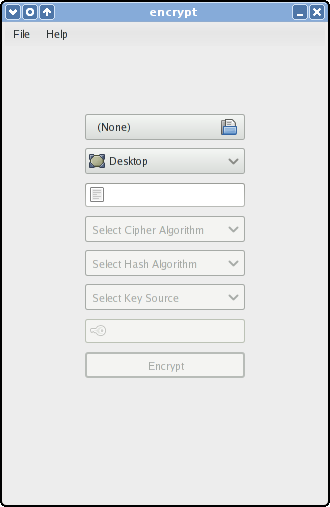 encrypt
File Help
(None)
Desktop
Select Cipher Algorithm
Select Hash Algorithm
Select Key Source
Encrypt